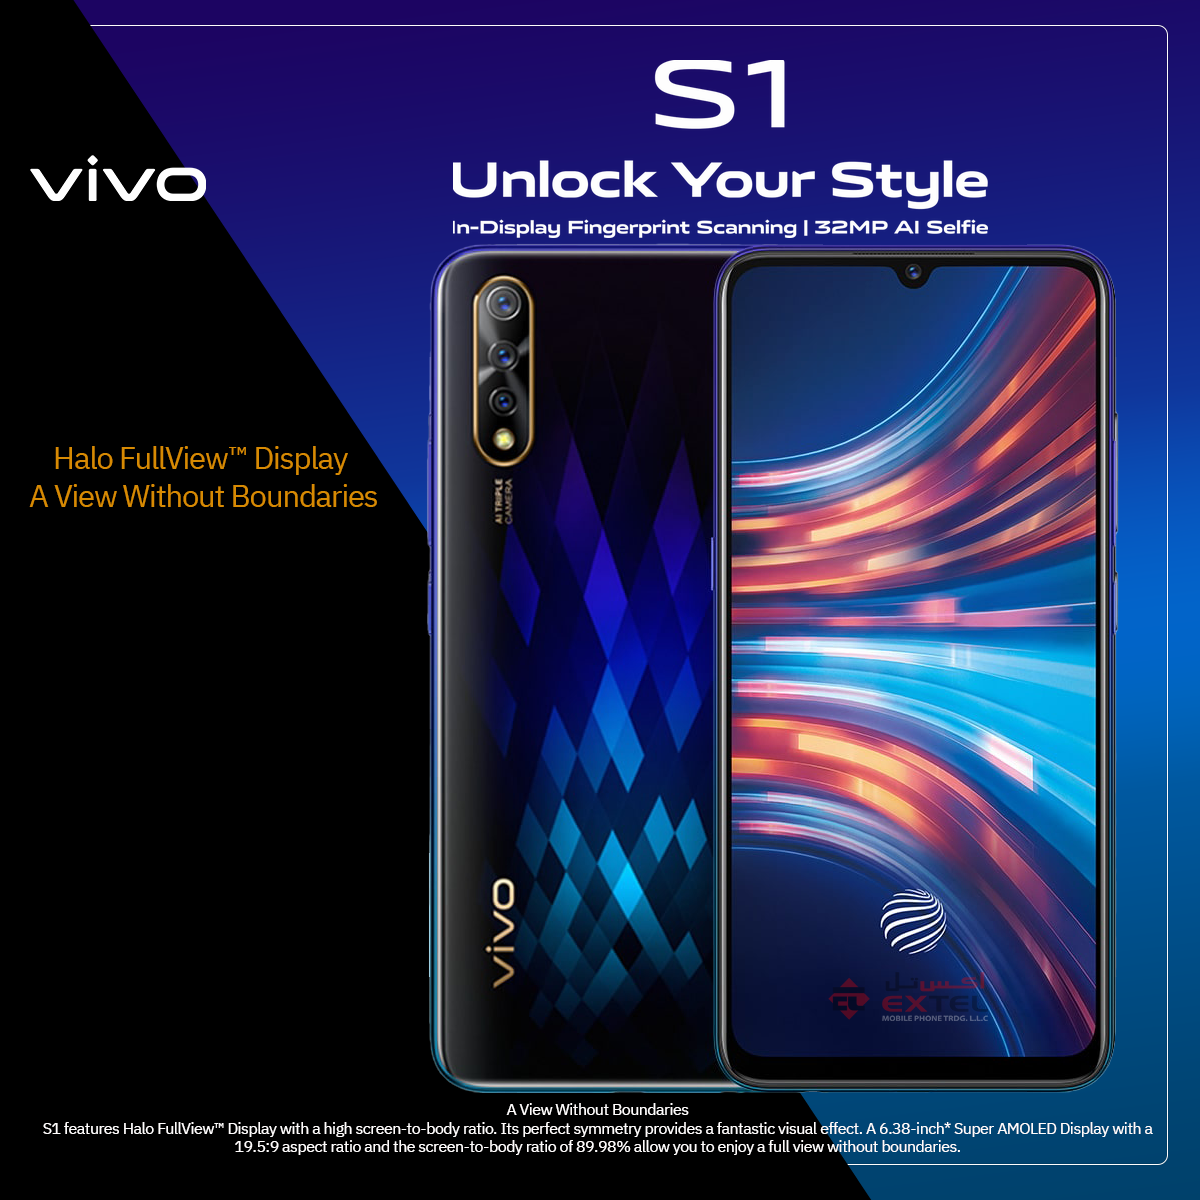 S1
vivo
Unlock Your Style
In-Display Fingerprint Scanning | 32MP AI Selfie
Halo FullView™ Display
A View Without Boundaries
AI TRIPLE
CAMERA
vivo
اكس تل
EL EXTEL
MOBILE PHONE TRDG. L.L.C
A View Without Boundaries
S1 features Halo FullView™ Display with a high screen-to-body ratio. Its perfect symmetry provides a fantastic visual effect. A 6.38-inch* Super AMOLED Display with a
19.5:9 aspect ratio and the screen-to-body ratio of 89.98% allow you to enjoy a full view without boundaries.